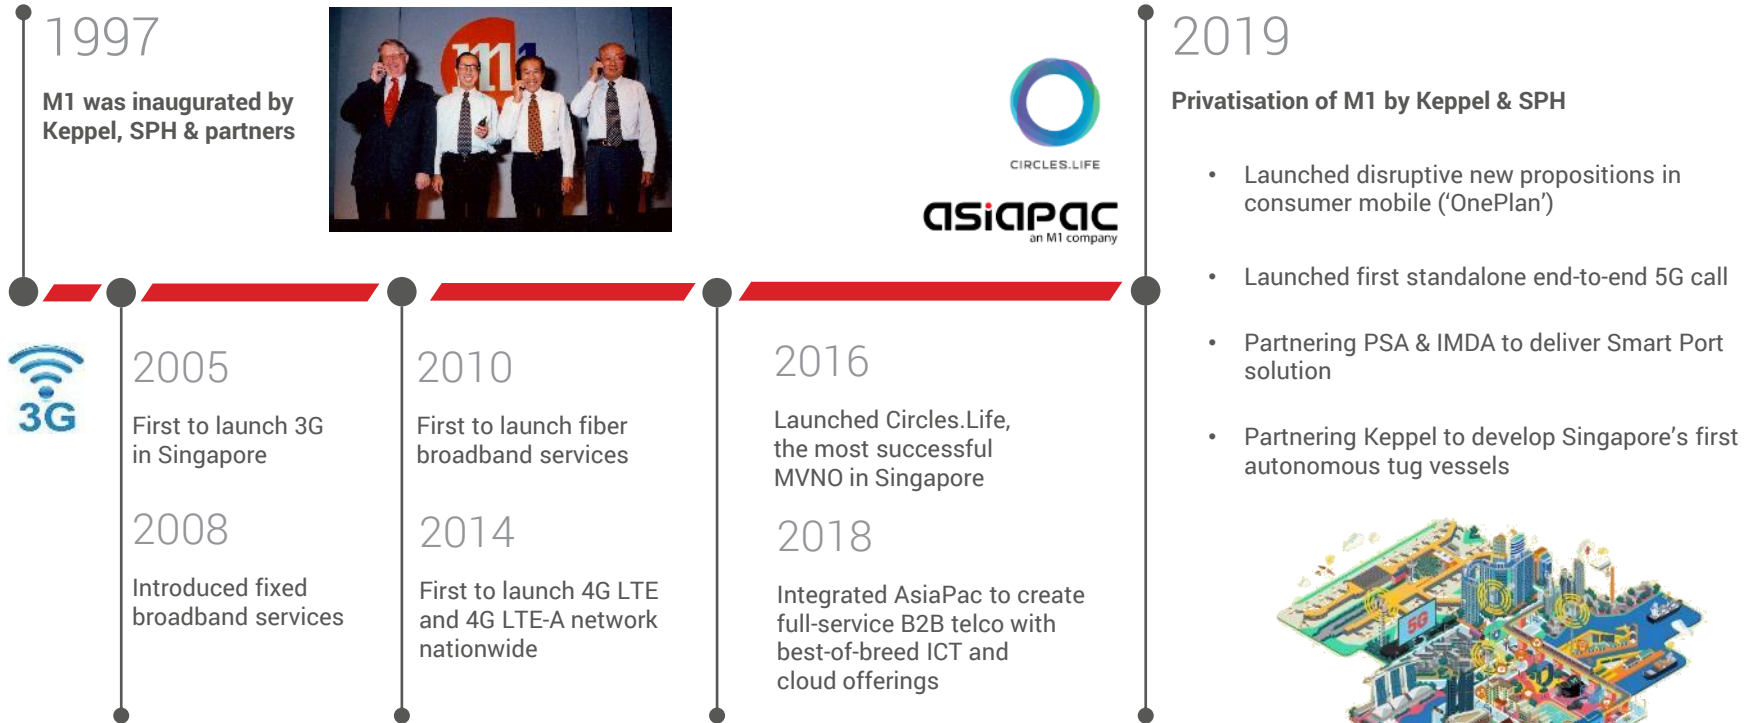 1997
M1 was inaugurated by
Keppel, SPH & partners
m1
CIRCLES.LIFE
asiapac
an M1 company
3G
2005
First to launch 3G
in Singapore
2008
Introduced fixed
broadband services
2010
First to launch fiber
broadband services
2014
First to launch 4G LTE
and 4G LTE-A network
nationwide
2016
Launched Circles.Life,
the most successful
MVNO in Singapore
2018
Integrated AsiaPac to create
full-service B2B telco with
best-of-breed ICT and
cloud offerings
2019
Privatisation of M1 by Keppel & SPH
• Launched disruptive new propositions in
consumer mobile (‘OnePlan’)
• Launched first standalone end-to-end 5G call
• Partnering PSA & IMDA to deliver Smart Port
solution
• Partnering Keppel to develop Singapore’s first
autonomous tug vessels
5G